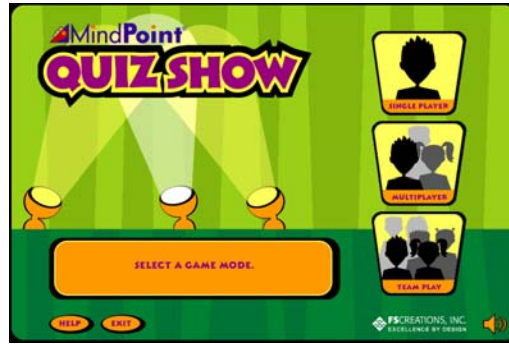 MindPoint
QUIZ SHOW
SINGLE PLAYER
MULTIPLAYER
TEAM PLAY
SELECT A GAME MODE.
HELP
EXIT
FSCREATIONS, INC.
EXCELLENCE BY DESIGN